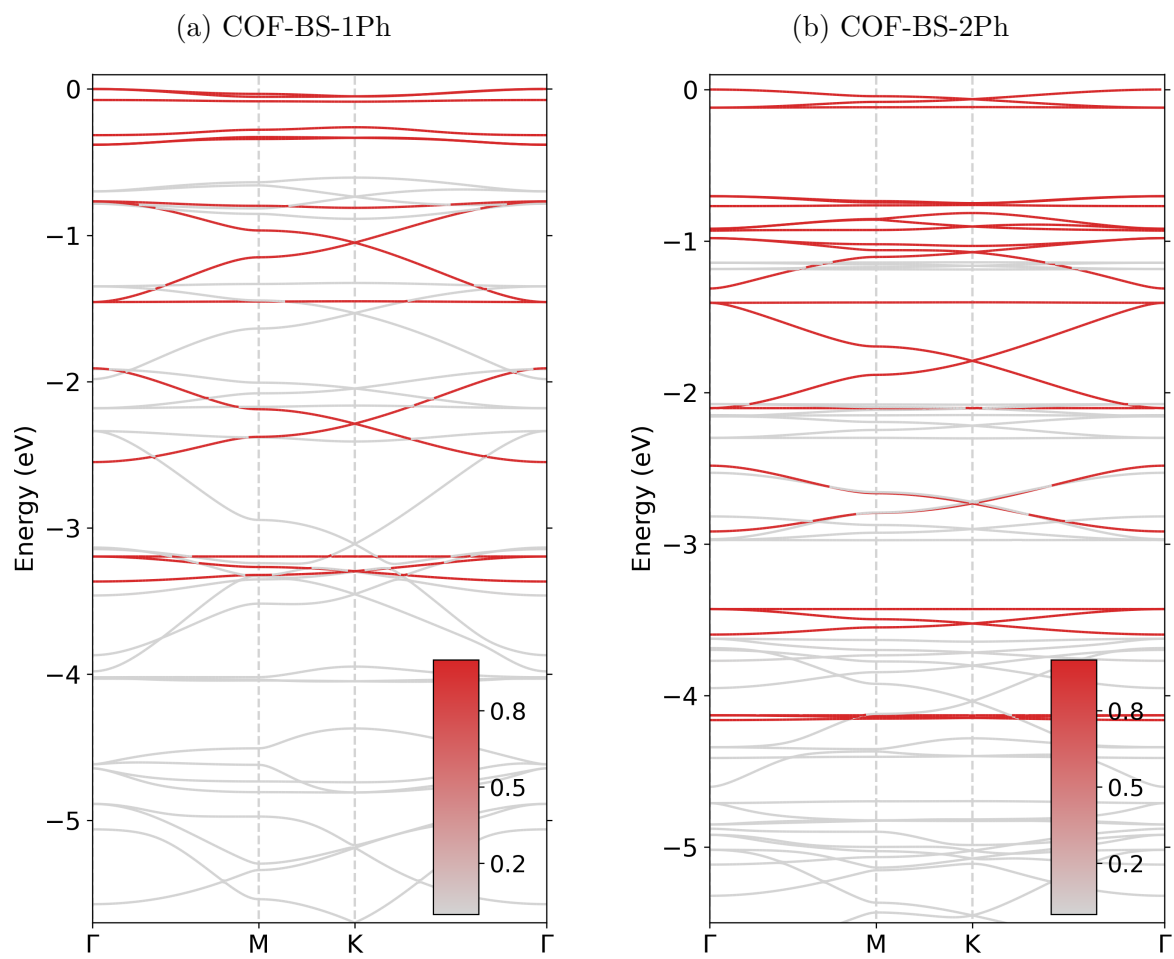 (a) COF-BS-1Ph
(b) COF-BS-2Ph
Energy (eV)
0
−1
−2
−3
−4
−5
Γ
M
K
Γ
0.8
0.5
0.2
Energy (eV)
0
−1
−2
−3
−4
−5
Γ
M
K
Γ
0.8
0.5
0.2